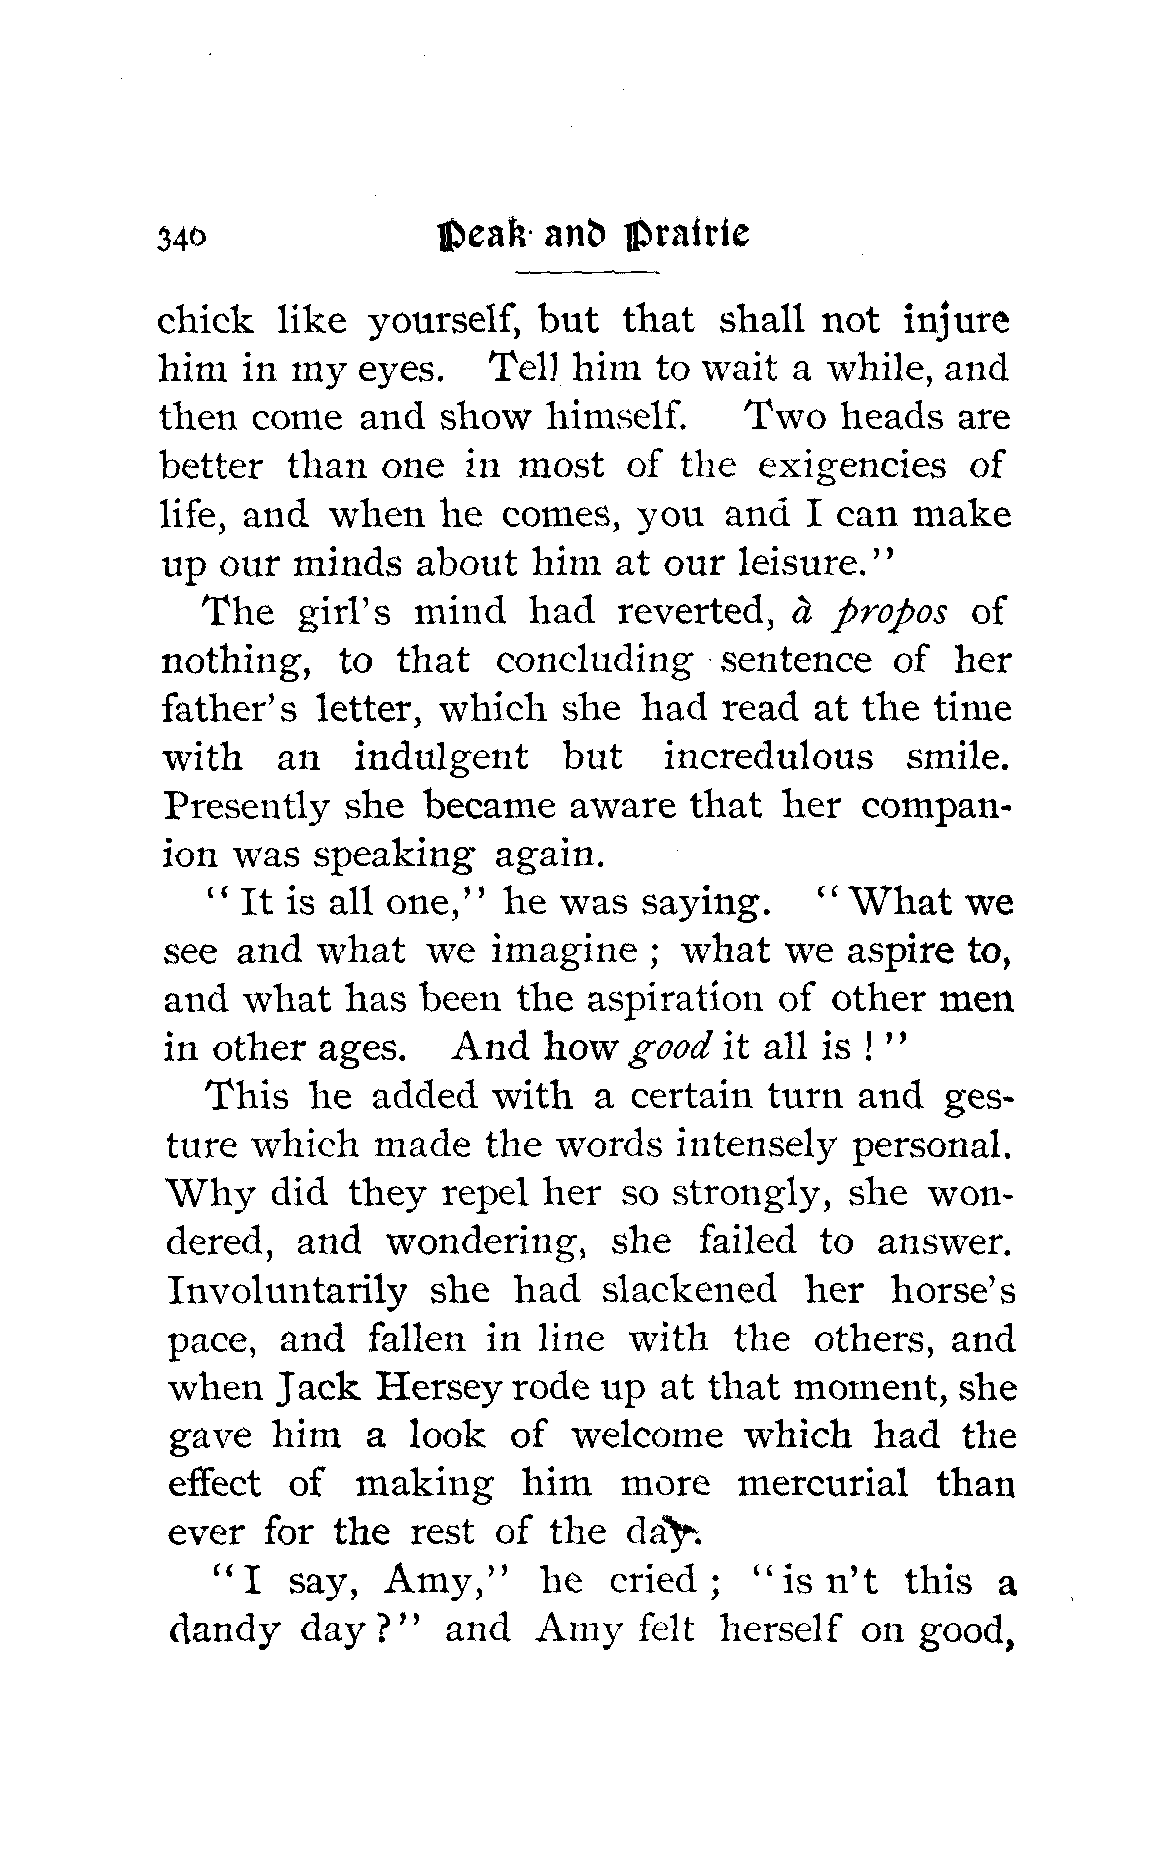 340 Peak and Prairie
chick like yourself, but that shall not injure
him in my eyes. Tell him to wait a while, and
then come and show himself. Two heads are
better than one in most of the exigencies of
life, and when he comes, you and I can make
up our minds about him at our leisure."
The girl's mind had reverted, à propos of
nothing, to that concluding sentence of her
father's letter, which she had read at the time
with an indulgent but incredulous smile.
Presently she became aware that her compan-
ion was speaking again.
"It is all one," he was saying. "What we
see and what we imagine; what we aspire to,
and what has been the aspiration of other men
in other ages. And how good it all is!"
This he added with a certain turn and ges-
ture which made the words intensely personal.
Why did they repel her so strongly, she won-
dered, and wondering, she failed to answer.
Involuntarily she had slackened her horse's
pace, and fallen in line with the others, and
when Jack Hersey rode up at that moment, she
gave him a look of welcome which had the
effect of making him more mercurial than
ever for the rest of the day.
"I say, Amy," he cried; "is n't this a
dandy day?" and Amy felt herself on good,